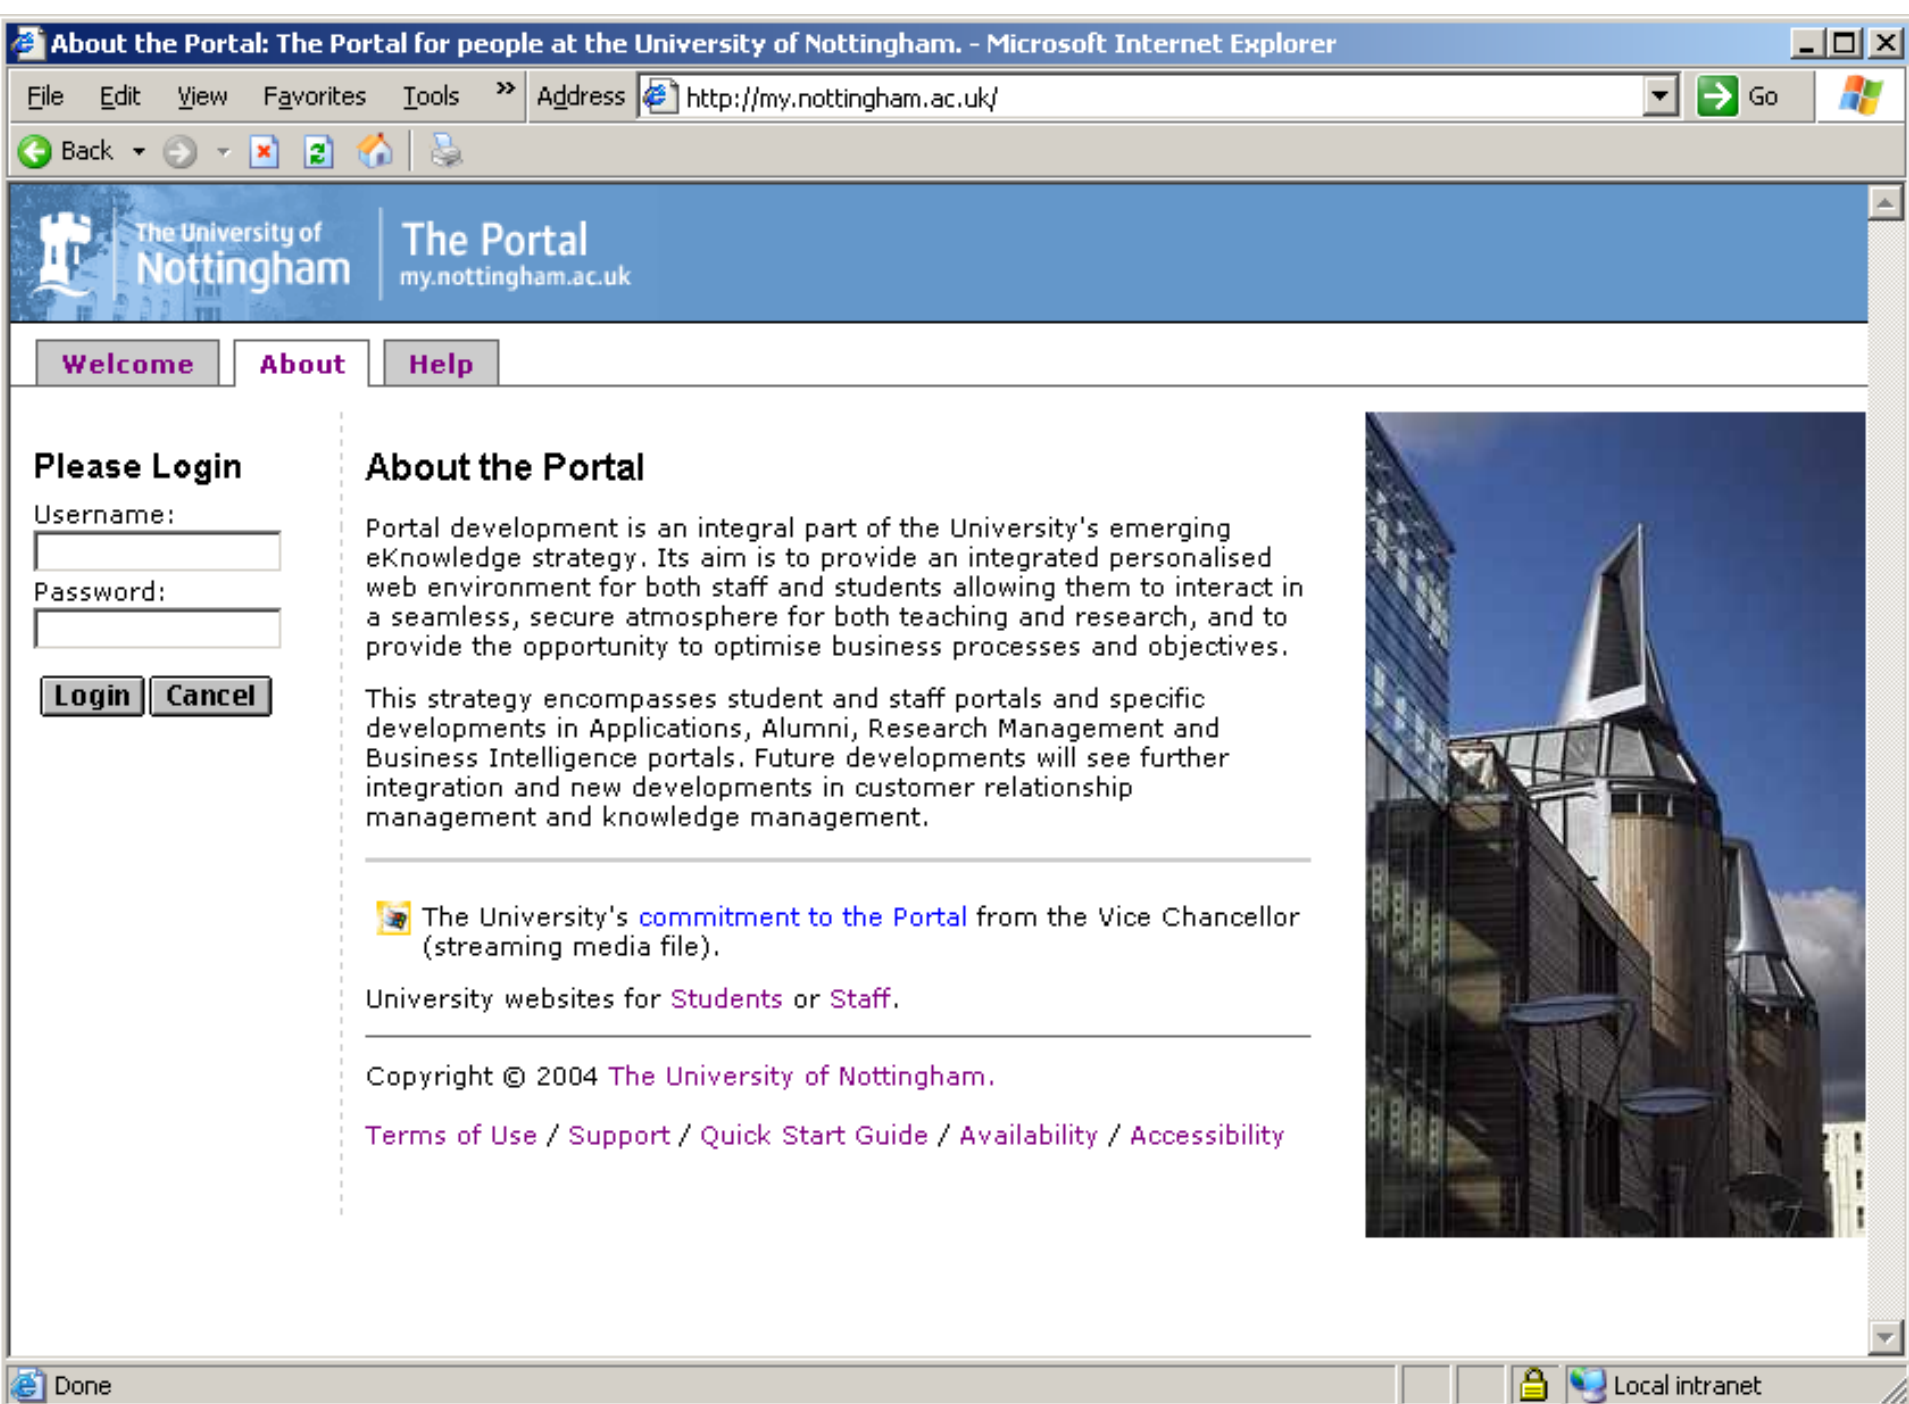 About the Portal: The Portal for people at the University of Nottingham. - Microsoft Internet Explorer
File Edit View Favorites Tools » Address http://my.nottingham.ac.uk/ Go
Back
The University of
Nottingham
The Portal
my.nottingham.ac.uk
Welcome About Help
Please Login
Username:
Password:
Login Cancel
About the Portal
Portal development is an integral part of the University's emerging
eKnowledge strategy. Its aim is to provide an integrated personalised
web environment for both staff and students allowing them to interact in
a seamless, secure atmosphere for both teaching and research, and to
provide the opportunity to optimise business processes and objectives.
This strategy encompasses student and staff portals and specific
developments in Applications, Alumni, Research Management and
Business Intelligence portals. Future developments will see further
integration and new developments in customer relationship
management and knowledge management.
The University's commitment to the Portal from the Vice Chancellor
(streaming media file).
University websites for Students or Staff.
Copyright © 2004 The University of Nottingham.
Terms of Use / Support / Quick Start Guide / Availability / Accessibility
Done Local intranet